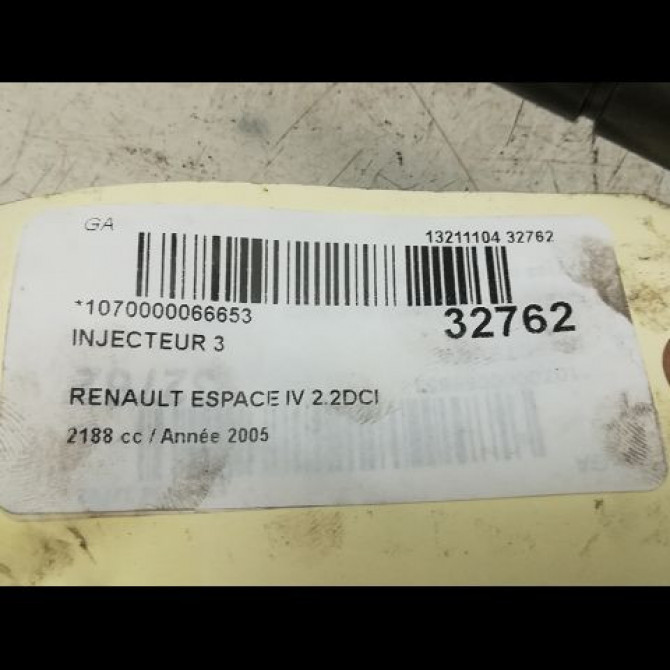 GA
13211104 32762
*1070000066653
32762
INJECTEUR 3
RENAULT ESPACE IV 2.2DCI
2188 cc / Année 2005